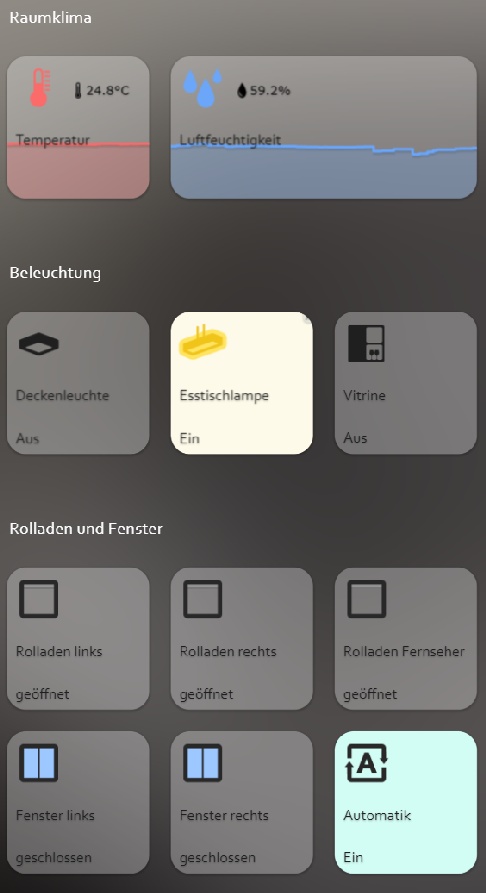 Raumklima
24.8°C
59.2%
Temperatur
Luftfeuchtigkeit
Beleuchtung
Deckenleuchte
Esstischlampe
Vitrine
Aus
Ein
Aus
Rolladen und Fenster
Rolladen links
Rolladen rechts
Rolladen Fernseher
geöffnet
geöffnet
geöffnet
A
Fenster links
Fenster rechts
Automatik
geschlossen
geschlossen
Ein